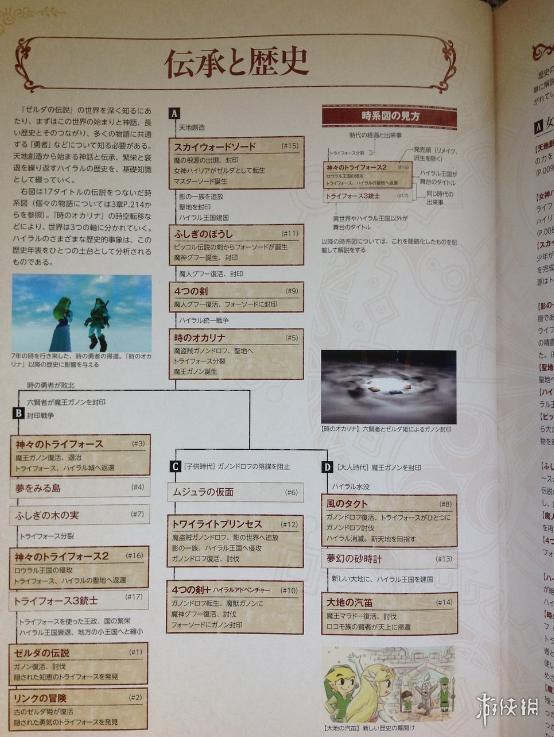 伝承と歴史
『ゼルダの伝説』の世界を深く知るにあ
たり、まずはこの世界の始まりと神話、長
い歴史とそのつながり、多くの物語に共通
する「勇者」などについて知る必要がある。
天地創造から始まる神話と伝承、繁栄と衰
退を繰り返すハイラルの歴史を、基礎知識
として綴っていく。
右図は17タイトルの伝説をつないだ時系
図（個々の物語については3章P.214か
らを参照）。『時のオカリナ』の時空転移な
どにより、世界は3つの軸に分かれていく。
ハイラルのさまざまな歴史的事象は、この
歴史年表をひとつの土台として分析される
ものである。
7年の時を行き来した、時の勇者の帰還。『時のオカ
リナ』以降の歴史に影響を与える
A
天地創造
スカイウォードソード (#15)
魔の根源の出現、封印
女神ハイリアがゼルダとして転生
マスターソード誕生
影の一族を追放
聖地を封印
ハイラル王国建国
ふしぎのぼうし (#11)
ピッコル伝説の剣からフォーソードが誕生
魔神グフー誕生、封印
魔人グフー復活、封印
4つの剣 (#9)
魔人グフー復活、フォーソードに封印
ハイラル統一戦争
時のオカリナ (#5)
魔盗賊ガノンドロフ、聖地へ
トライフォース分裂
魔王ガノン誕生
時系図の見方
時代の経過と出来事
トライフォース分裂
発売順（リメイク、
派生を除く）
神々のトライフォース2 (#16)
ロウラル王国の侵攻
トライフォース、ハイラルの聖地へ返還
ハイラル王国が
舞台のタイトル
トライフォース3銃士 (#17)
同じ時代の
出来事
異世界やハイラル王国以外が
舞台のタイトル
以降の時系図については、これを簡略化したものを記
載して解説をする
【時のオカリナ】六賢者とゼルダ姫によるガノン封印
時の勇者が敗北
六賢者が魔王ガノンを封印
B
封印戦争
神々のトライフォース (#3)
魔王ガノン復活、退治
トライフォース、ハイラル城へ返還
夢をみる島 (#4)
ふしぎの木の実 (#7)
トライフォース分裂
神々のトライフォース2 (#16)
ロウラル王国の侵攻
トライフォース、ハイラルの聖地へ返還
トライフォース3銃士 (#17)
トライフォースを使った王政、国の繁栄
ハイラル王国衰退、地方の小王国へと縮小
ゼルダの伝説 (#1)
ガノン復活、討伐
隠された知恵のトライフォースを発見
リンクの冒険 (#2)
古のゼルダ姫が復活
隠された勇気のトライフォースを発見
C
[子供時代] ガノンドロフの陰謀を阻止
ムジュラの仮面 (#6)
トワイライトプリンセス (#12)
魔盗賊ガノンドロフ、影の世界へ追放
影の一族、ハイラル王国へ侵攻
ガノンドロフ復活、討伐
4つの剣+ ハイラルアドベンチャー (#10)
ガノンドロフ転生、魔獣ガノンに
魔神グフー復活、討伐
フォーソードにガノン封印
D
[大人時代] 魔王ガノンを封印
ハイラル水没
風のタクト (#8)
ガノンドロフ復活、トライフォースがひとつに
ガノンドロフ討伐
ハイラル消滅、新天地を目指す
夢幻の砂時計 (#13)
新しい大地に、ハイラル王国を建国
大地の汽笛 (#14)
魔王マラドー復活、討伐
ロコモ族の賢者が天上に帰還
【大地の汽笛】新しい歴史の幕開け
游侠網